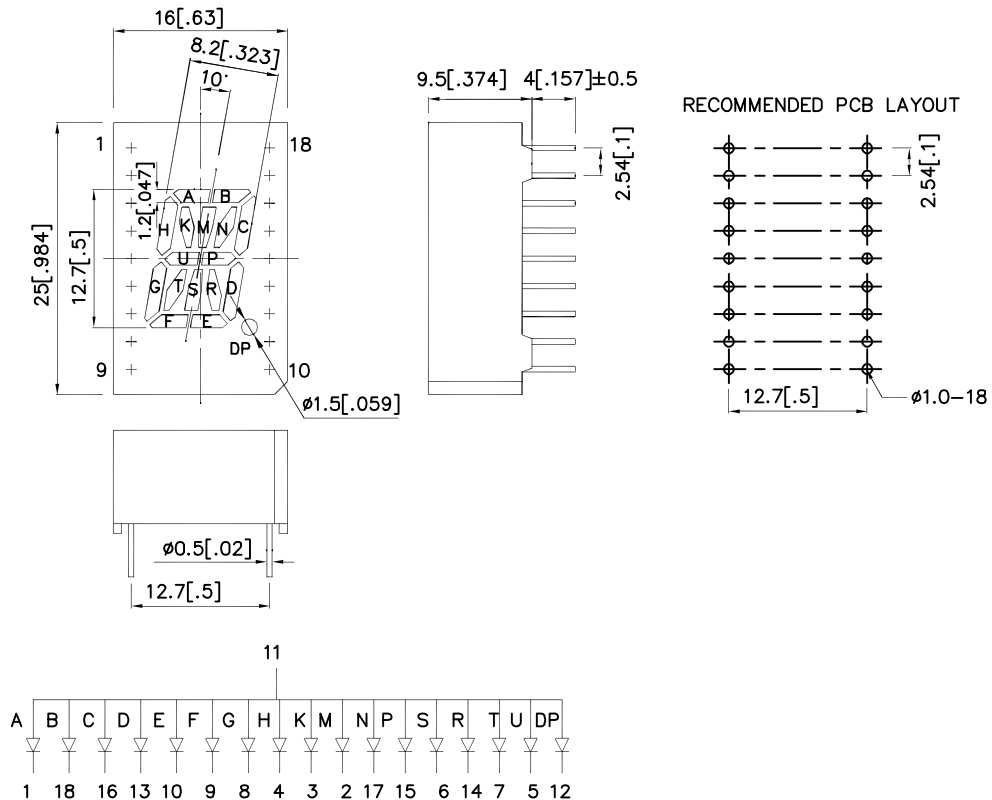 16[.63]
8.2[.323]
10°
1
18
25[.984]
12.7[.5]
1.2[.047]
A B
H K M N C
U P
G T S R D
F E
DP
9
10
ø1.5[.059]
9.5[.374] 4[.157]±0.5
2.54[.1]
RECOMMENDED PCB LAYOUT
2.54[.1]
12.7[.5]
ø1.0-18
ø0.5[.02]
12.7[.5]
11
A B C D E F G H K M N P S R T U DP
1 18 16 13 10 9 8 4 3 2 17 15 6 14 7 5 12